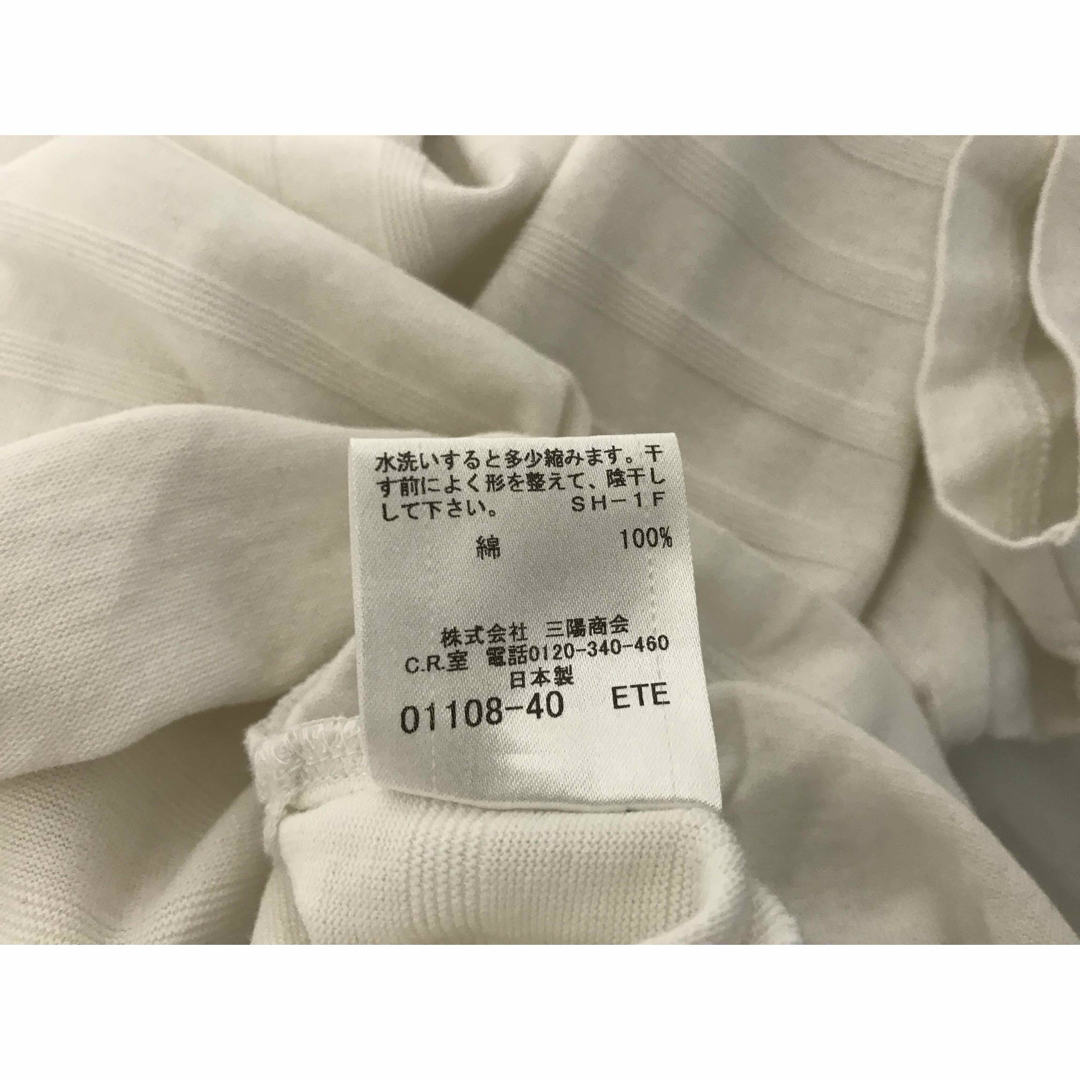 水洗いすると多少縮みます。干
す前によく形を整えて、陰干し
して下さい。 SH-1F
綿 100%
株式会社 三陽商会
C.R.室 電話0120-340-460
日本製
01108-40 ETE